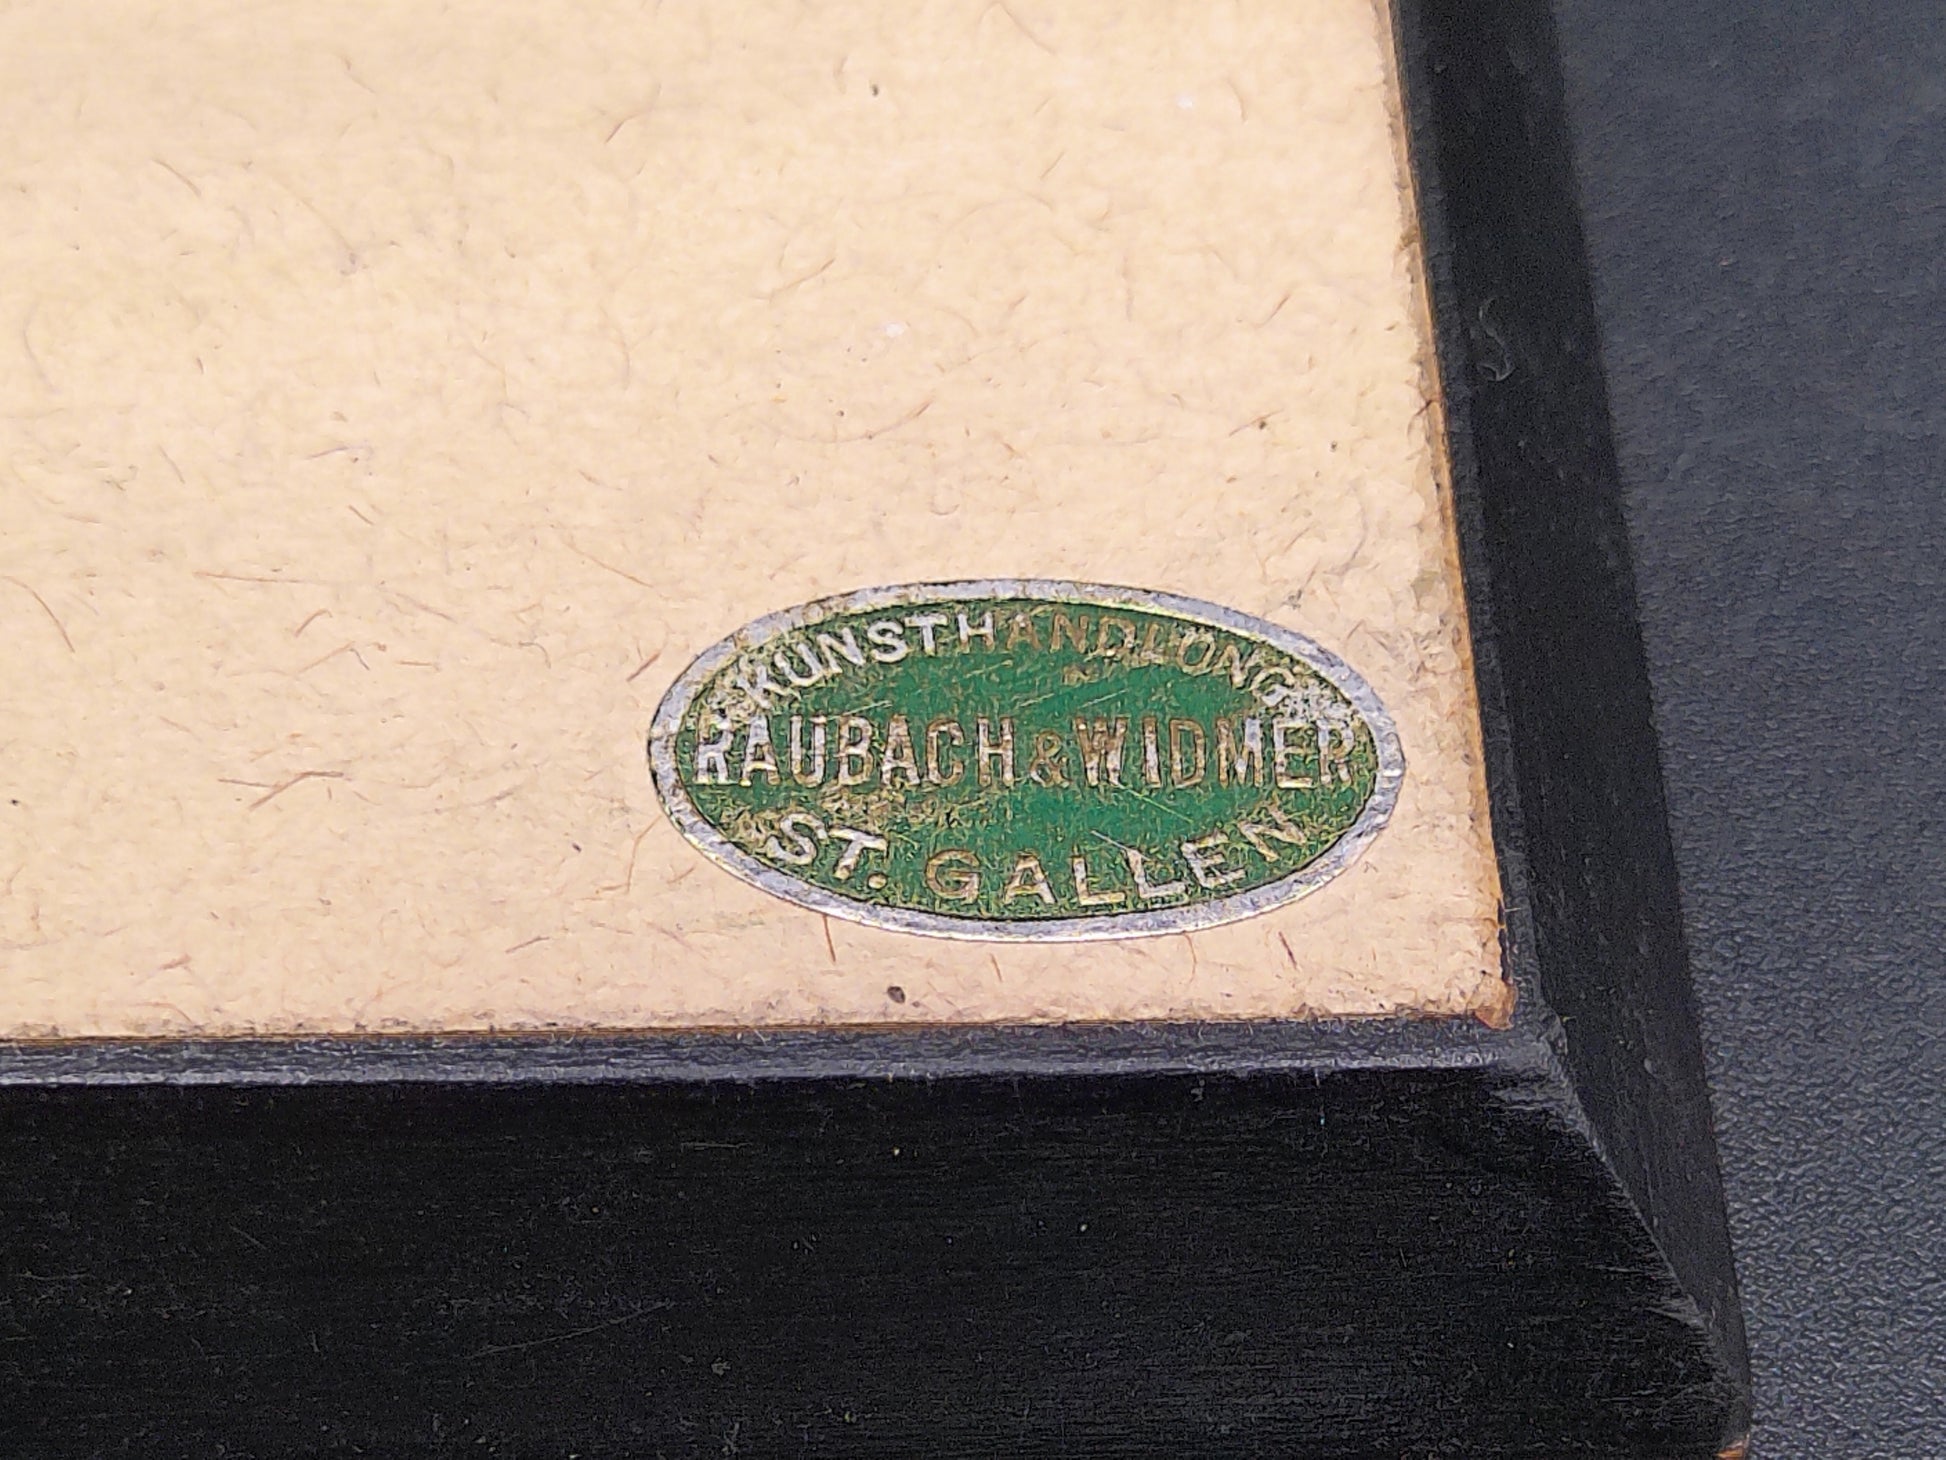 KUNSTHANDLUNG
RAUBACH & WIDMER
ST. GALLEN